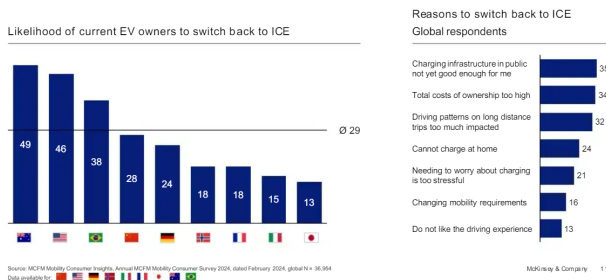 Likelihood of current EV owners to switch back to ICE
49
46
38
28
24
18
18
15
13
Ø 29
Reasons to switch back to ICE
Global respondents
Charging infrastructure in public
not yet good enough for me
35
Total costs of ownership too high
34
Driving patterns on long distance
trips too much impacted
32
Cannot charge at home
24
Needing to worry about charging
is too stressful
21
Changing mobility requirements
16
Do not like the driving experience
13
Source: MCFM Mobility Consumer Insights, Annual MCFM Mobility Consumer Survey 2024, dated February 2024, global N = 36,954
Data available for:
McKinsey & Company